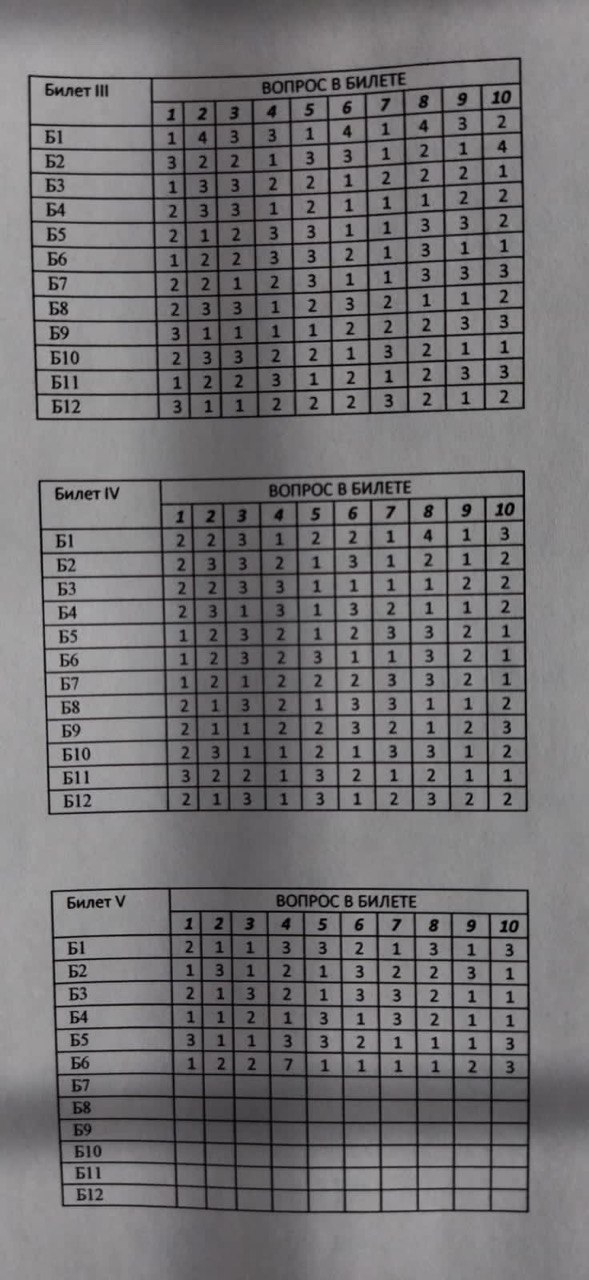 Билет III ВОПРОС В БИЛЕТЕ
1 2 3 4 5 6 7 8 9 10
Б1 1 4 3 3 1 4 1 4 3 2
Б2 3 2 2 1 3 3 1 2 1 4
Б3 1 3 3 2 2 1 2 2 2 1
Б4 2 3 3 1 2 1 1 1 2 2
Б5 2 1 2 3 3 1 1 3 3 2
Б6 1 2 2 3 3 2 1 3 1 1
Б7 2 2 1 2 3 1 1 3 3 3
Б8 2 3 3 1 2 3 2 1 1 2
Б9 3 1 1 1 1 2 2 2 3 3
Б10 2 3 3 2 2 1 3 2 1 1
Б11 1 2 2 3 1 2 1 2 3 3
Б12 3 1 1 2 2 2 3 2 1 2
Билет IV ВОПРОС В БИЛЕТЕ
1 2 3 4 5 6 7 8 9 10
Б1 2 2 3 1 2 2 1 4 1 3
Б2 2 3 3 2 1 3 1 2 1 2
Б3 2 2 3 3 1 1 1 1 2 2
Б4 2 3 1 3 1 3 2 1 1 2
Б5 1 2 3 2 1 2 3 3 2 1
Б6 1 2 3 2 3 1 1 3 2 1
Б7 1 2 1 2 2 2 3 3 2 1
Б8 2 1 3 2 1 3 3 1 1 2
Б9 2 1 1 2 2 3 2 1 2 3
Б10 2 3 1 1 2 1 3 3 1 2
Б11 3 2 2 1 3 2 1 2 1 1
Б12 2 1 3 1 3 1 2 3 2 2
Билет V ВОПРОС В БИЛЕТЕ
1 2 3 4 5 6 7 8 9 10
Б1 2 1 1 3 3 2 1 3 1 3
Б2 1 3 1 2 1 3 2 2 3 1
Б3 2 1 3 2 1 3 3 2 1 1
Б4 1 1 2 1 3 1 3 2 1 1
Б5 3 1 1 3 3 2 1 1 1 3
Б6 1 2 2 7 1 1 1 1 2 3
Б7
Б8
Б9
Б10
Б11
Б12